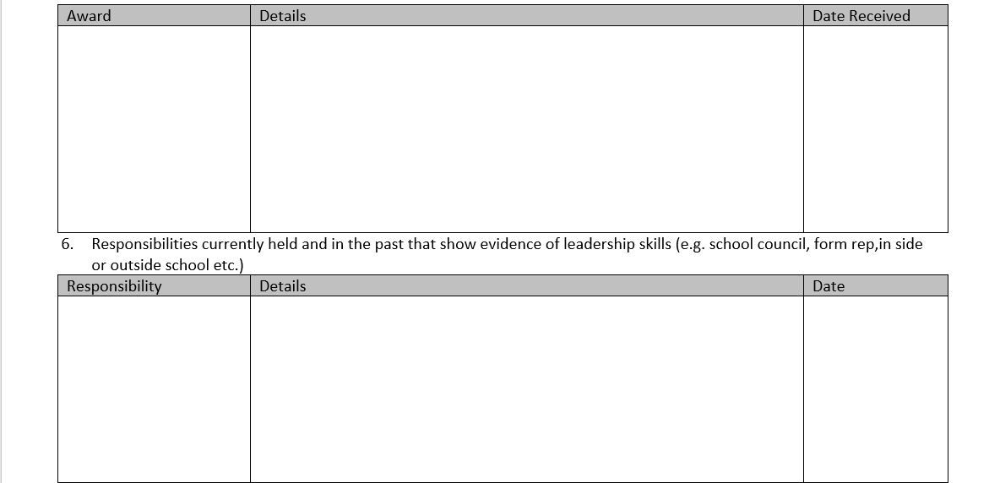 Award Details Date Received
6. Responsibilities currently held and in the past that show evidence of leadership skills (e.g. school council, form rep,in side
or outside school etc.)
Responsibility Details Date